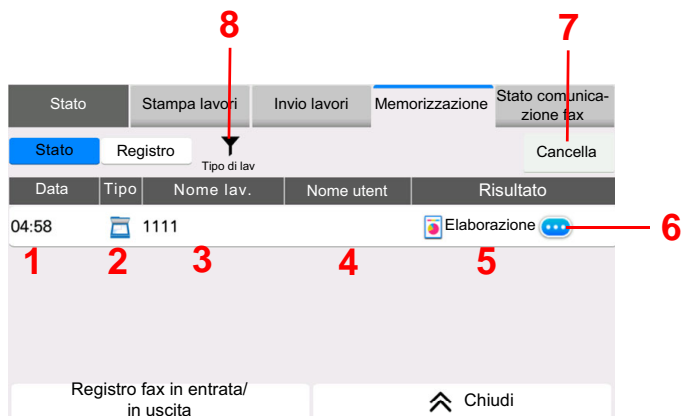 8
7
Stato
Stampa lavori
Invio lavori
Memorizzazione
Stato comunica-
zione fax
Stato
Registro
Tipo di lav
Cancella
Data
Tipo
Nome lav.
Nome utent
Risultato
04:58
1111
Elaborazione
6
1
2
3
4
5
Registro fax in entrata/
in uscita
Chiudi